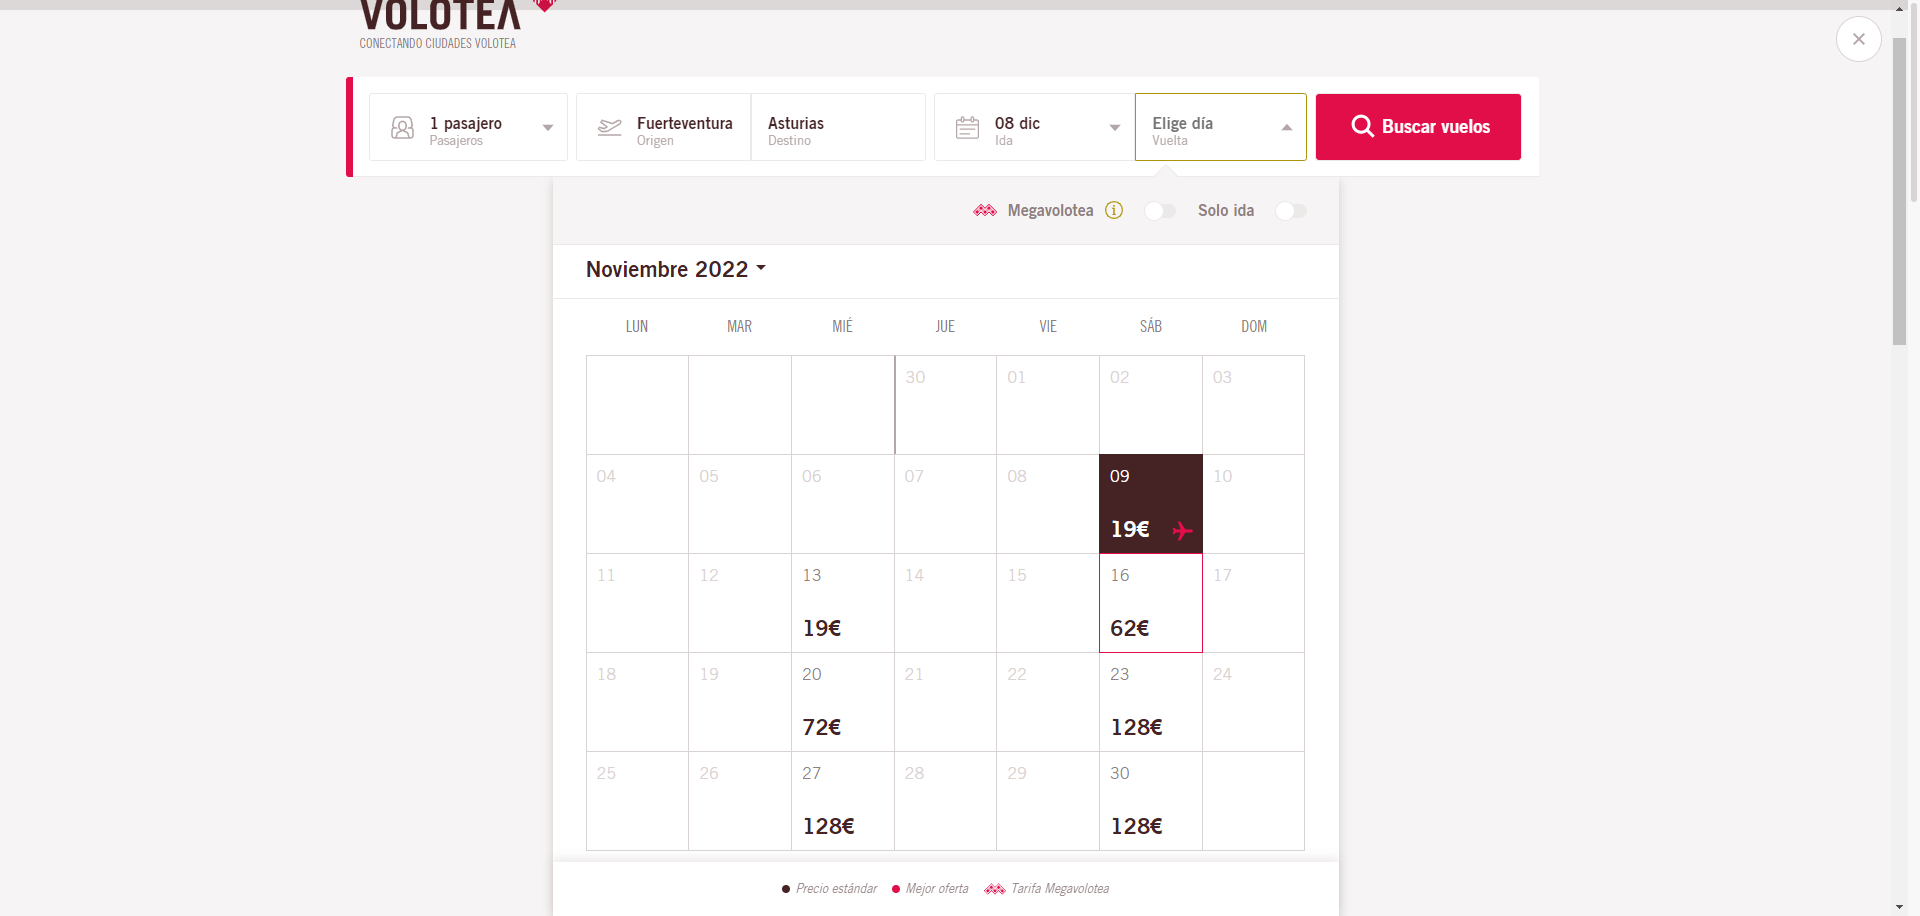 VOLOTEA
CONECTANDO CIUDADES VOLOTEA
1 pasajero
Pasajeros
Fuerteventura
Origen
Asturias
Destino
08 dic
Ida
Elige día
Vuelta
Buscar vuelos
Megavolotea
Solo ida
Noviembre 2022
LUN MAR MIÉ JUE VIE SÁB DOM
30 01 02 03
04 05 06 07 08 09 10
19€
11 12 13 14 15 16 17
19€ 62€
18 19 20 21 22 23 24
72€ 128€
25 26 27 28 29 30
128€ 128€
Precio estándar Mejor oferta Tarifa Megavolotea